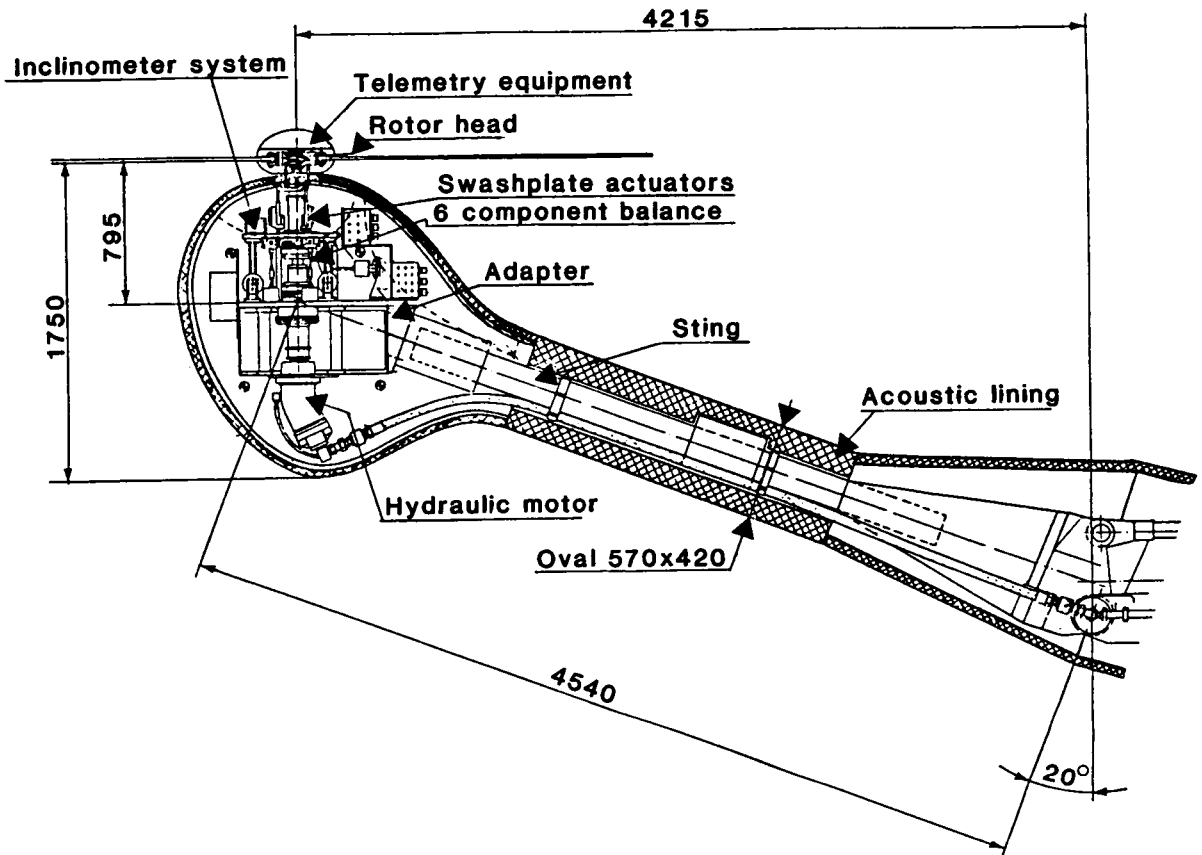 4215
Inclinometer system
Telemetry equipment
Rotor head
Swashplate actuators
6 component balance
795
Adapter
1750
Sting
Acoustic lining
Hydraulic motor
Oval 570x420
4540
20°